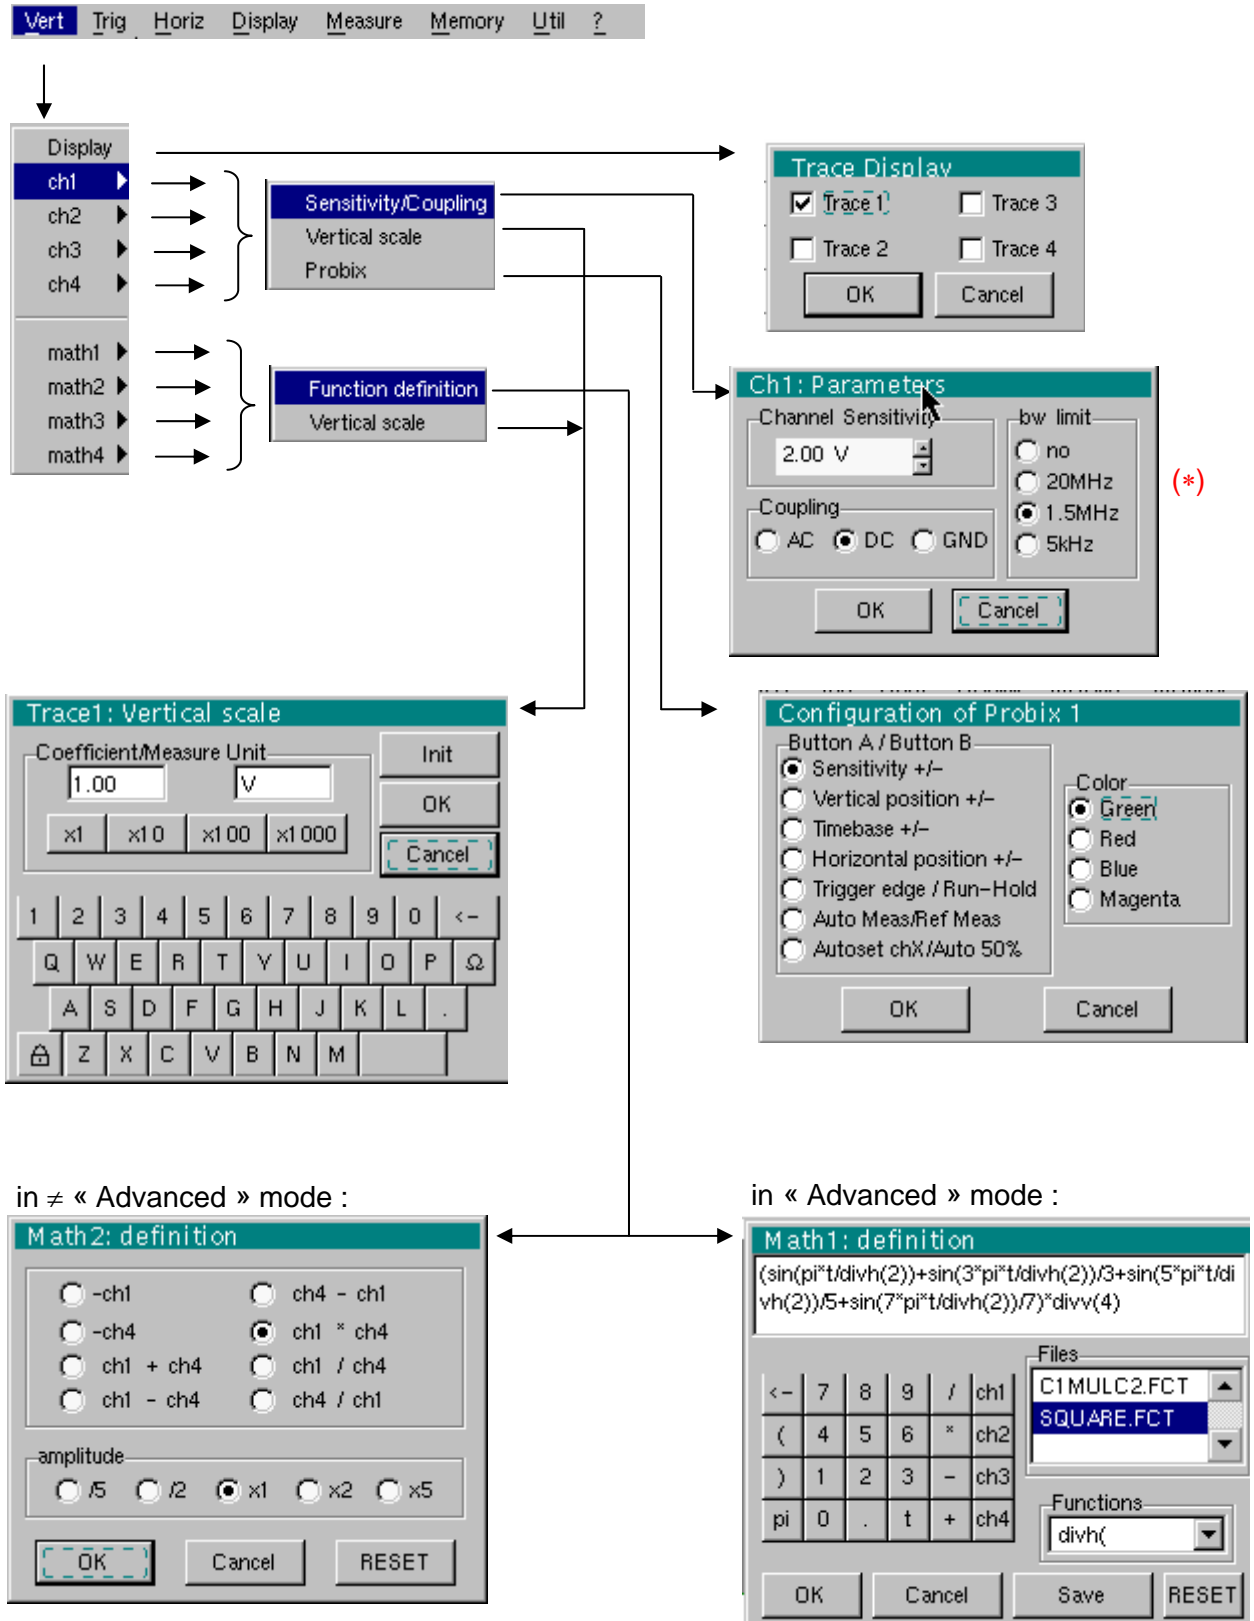 Vert Trig Horiz Display Measure Memory Util ?
Display
ch1
ch2
ch3
ch4
math1
math2
math3
math4
Sensitivity/Coupling
Vertical scale
Probix
Function definition
Vertical scale
Trace Display
Trace 1 Trace 3
Trace 2 Trace 4
OK Cancel
Ch1: Parameters
Channel Sensitivity
2.00 V
Coupling
AC DC GND
bw limit
no
20MHz
1.5MHz
5kHz
OK Cancel
(*)
Trace1: Vertical scale
Coefficient/Measure Unit
1.00 V
x1 x10 x100 x1000
Init
OK
Cancel
1 2 3 4 5 6 7 8 9 0 <-
Q W E R T Y U I O P Ω
A S D F G H J K L .
Z X C V B N M
Configuration of Probix 1
Button A / Button B
Sensitivity +/-
Vertical position +/-
Timebase +/-
Horizontal position +/-
Trigger edge / Run-Hold
Auto Meas/Ref Meas
Autoset chX/Auto 50%
Color
Green
Red
Blue
Magenta
OK Cancel
in ≠ « Advanced » mode :
Math2: definition
-ch1 ch4 - ch1
-ch4 ch1 * ch4
ch1 + ch4 ch1 / ch4
ch1 - ch4 ch4 / ch1
amplitude
/5 /2 x1 x2 x5
OK Cancel RESET
in « Advanced » mode :
Math1: definition
(sin(pi*t/divh(2))+sin(3*pi*t/divh(2))/3+sin(5*pi*t/di
vh(2))/5+sin(7*pi*t/divh(2))/7)*divv(4)
<- 7 8 9 / ch1
( 4 5 6 * ch2
) 1 2 3 - ch3
pi 0 . t + ch4
Files
C1MULC2.FCT
SQUARE.FCT
Functions
divh(
OK Cancel Save RESET